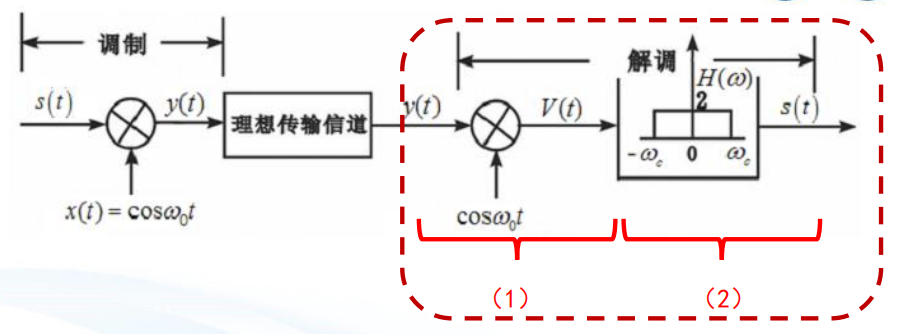 调制
解调
H(ω)
2
s(t)
y(t)
理想传输信道
y(t)
V(t)
s(t)
-ω_c 0 ω_c
x(t) = cosω₀t
cosω₀t
（1）
（2）